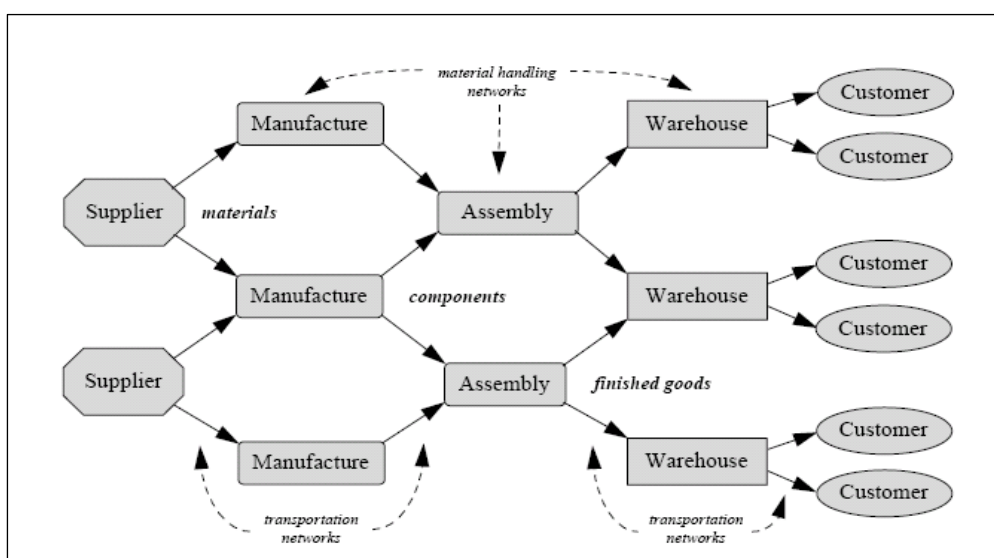 material handling
networks
Customer
Manufacture
Warehouse
Customer
Supplier
materials
Assembly
Customer
Manufacture
components
Warehouse
Customer
Supplier
Assembly
finished goods
Customer
Manufacture
Warehouse
Customer
transportation
networks
transportation
networks